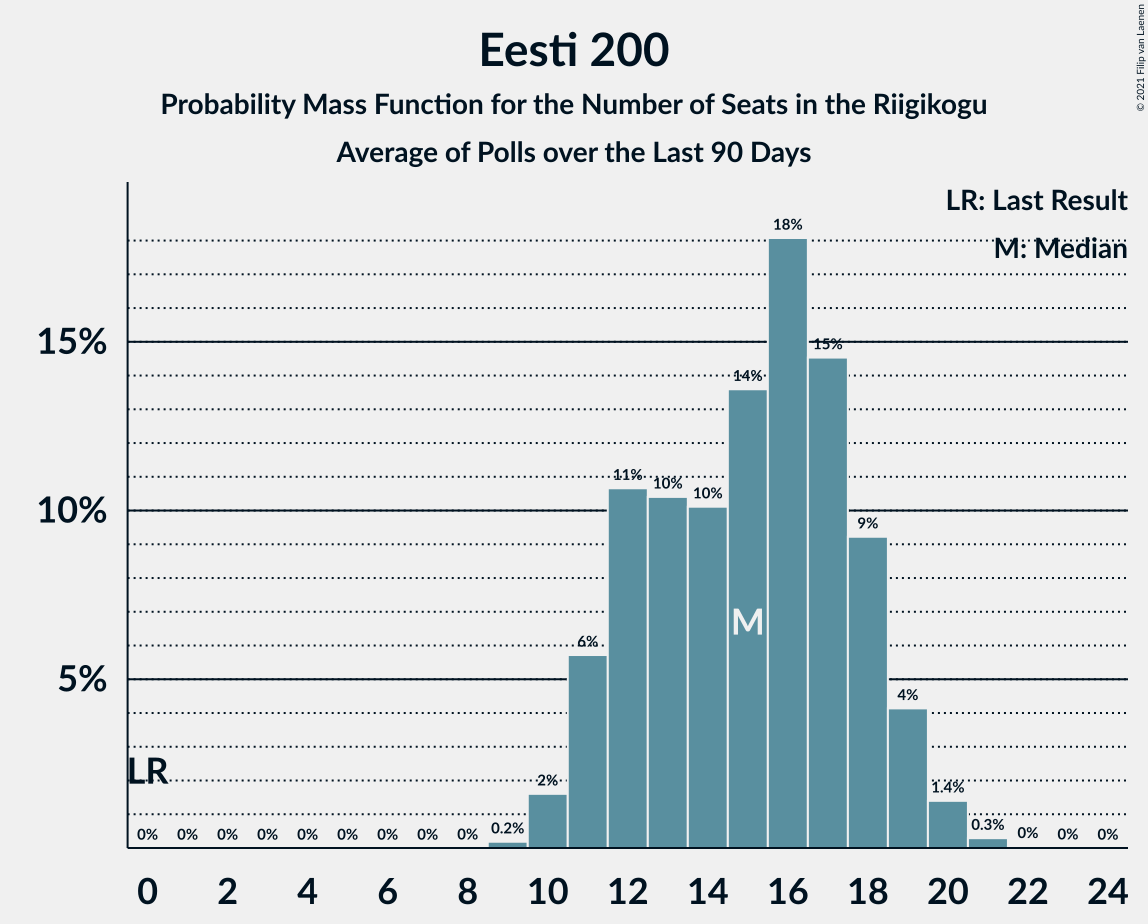 Eesti 200
Probability Mass Function for the Number of Seats in the Riigikogu
Average of Polls over the Last 90 Days
© 2021 Filip van Laenen
LR: Last Result
M: Median
15%
10%
5%
LR
M
0% 0% 0% 0% 0% 0% 0% 0% 0% 0.2% 2% 6% 11% 10% 10% 14% 18% 15% 9% 4% 1.4% 0.3% 0% 0% 0%
0 2 4 6 8 10 12 14 16 18 20 22 24